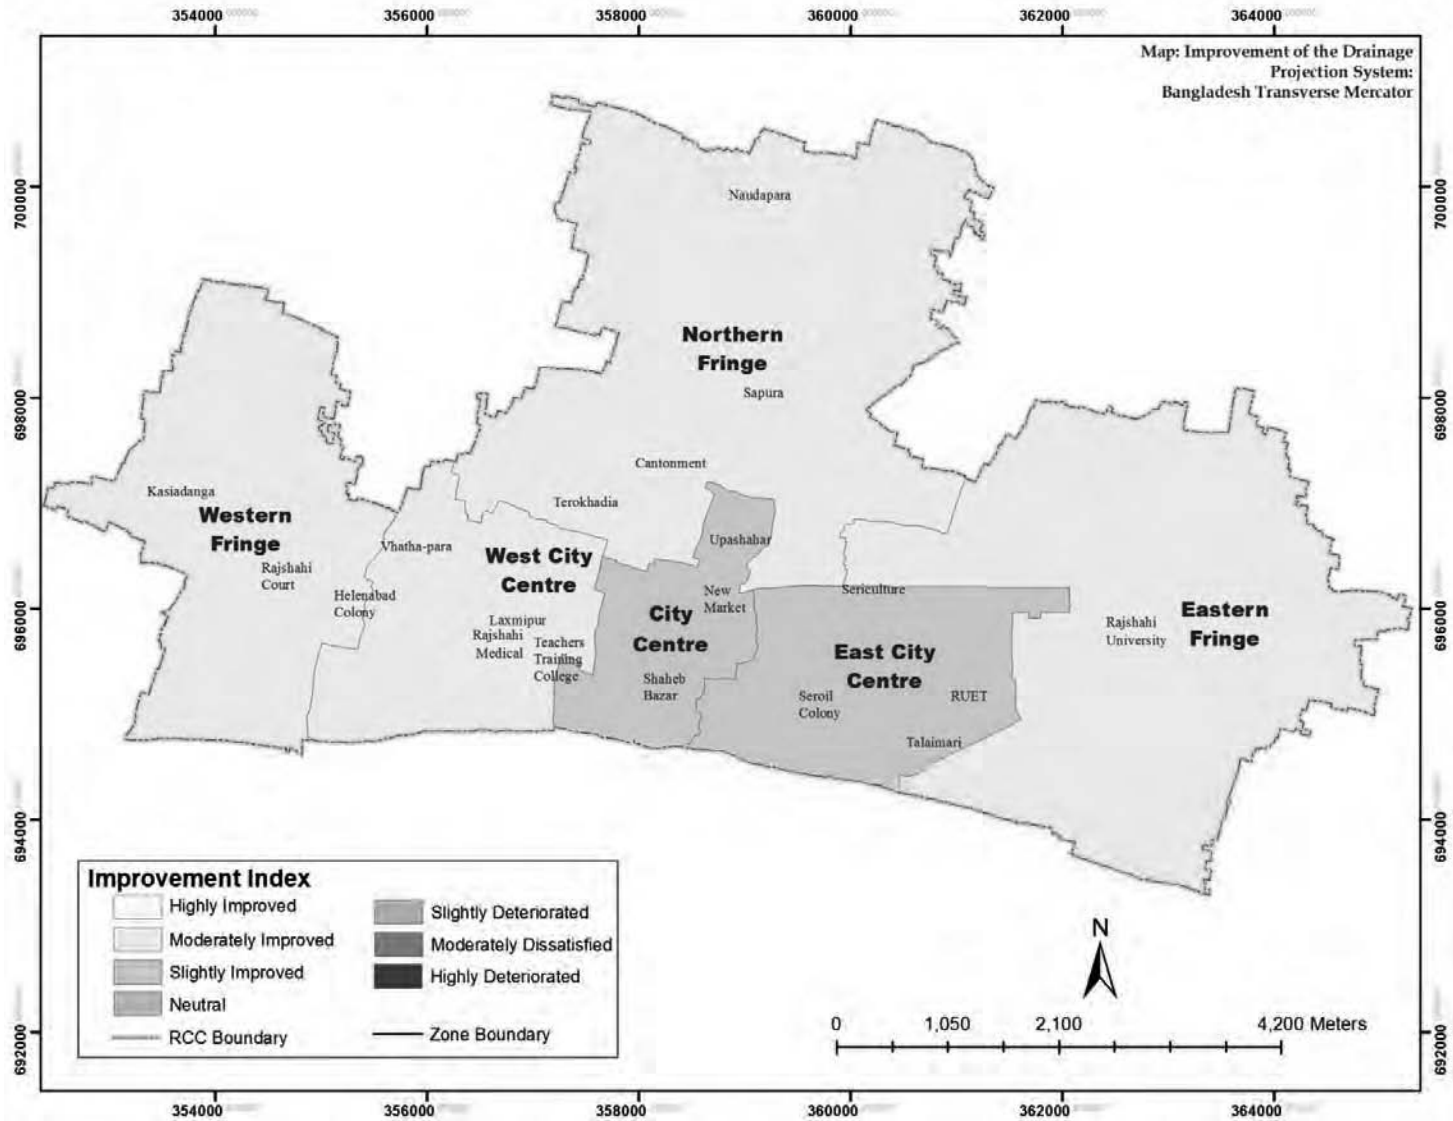 354000
356000
358000
360000
362000
364000
Map: Improvement of the Drainage
Projection System:
Bangladesh Transverse Mercator
700000
700000
698000
698000
696000
696000
694000
694000
692000
692000
Naudapara
Northern
Fringe
Sapura
Cantonment
Terokhadia
Kasiadanga
Western
Fringe
Rajshahi
Court
Helenabad
Colony
Vhatha-para
West City
Centre
Laxmipur
Rajshahi
Medical
Teachers
Training
College
Upashahar
New
Market
City
Centre
Shaheb
Bazar
Sericulture
East City
Centre
Seroil
Colony
RUET
Talaimari
Rajshahi
University
Eastern
Fringe
Improvement Index
Highly Improved
Moderately Improved
Slightly Improved
Neutral
RCC Boundary
Slightly Deteriorated
Moderately Dissatisfied
Highly Deteriorated
Zone Boundary
N
0 1,050 2,100 4,200 Meters
354000
356000
358000
360000
362000
364000